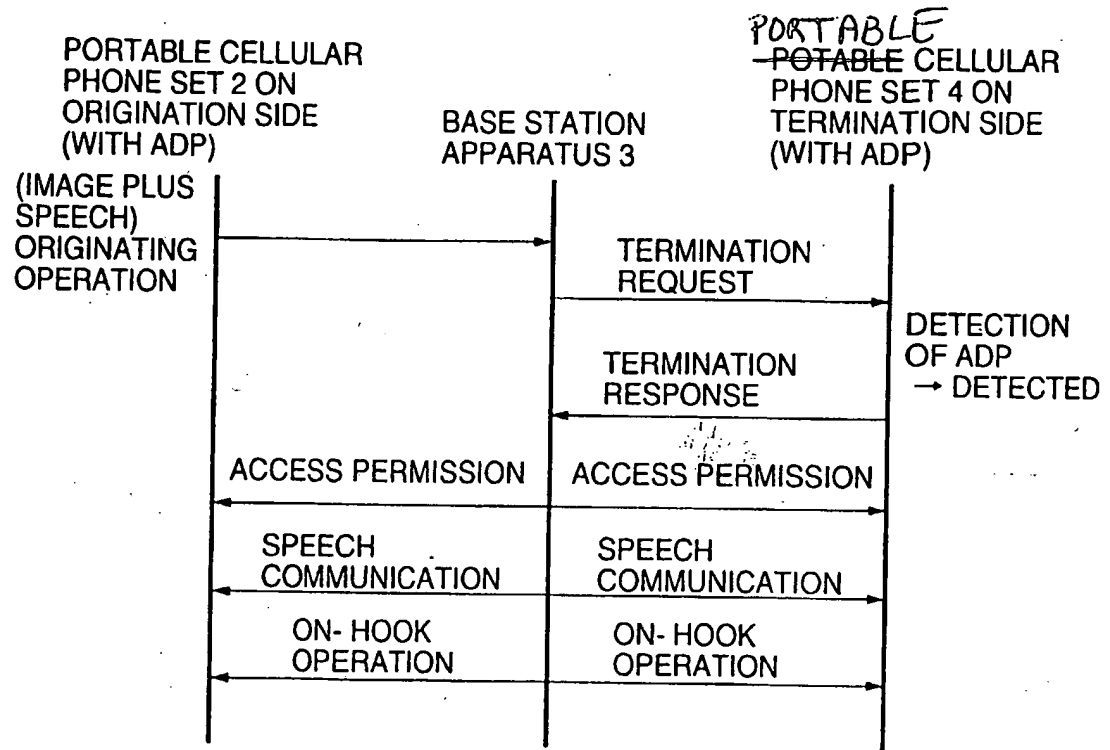 PORTABLE CELLULAR
PHONE SET 2 ON
ORIGINATION SIDE
(WITH ADP)
BASE STATION
APPARATUS 3
PORTABLE
POTABLE CELLULAR
PHONE SET 4 ON
TERMINATION SIDE
(WITH ADP)
(IMAGE PLUS
SPEECH)
ORIGINATING
OPERATION
TERMINATION
REQUEST
DETECTION
OF ADP
→ DETECTED
TERMINATION
RESPONSE
ACCESS PERMISSION
ACCESS PERMISSION
SPEECH
COMMUNICATION
SPEECH
COMMUNICATION
ON- HOOK
OPERATION
ON- HOOK
OPERATION